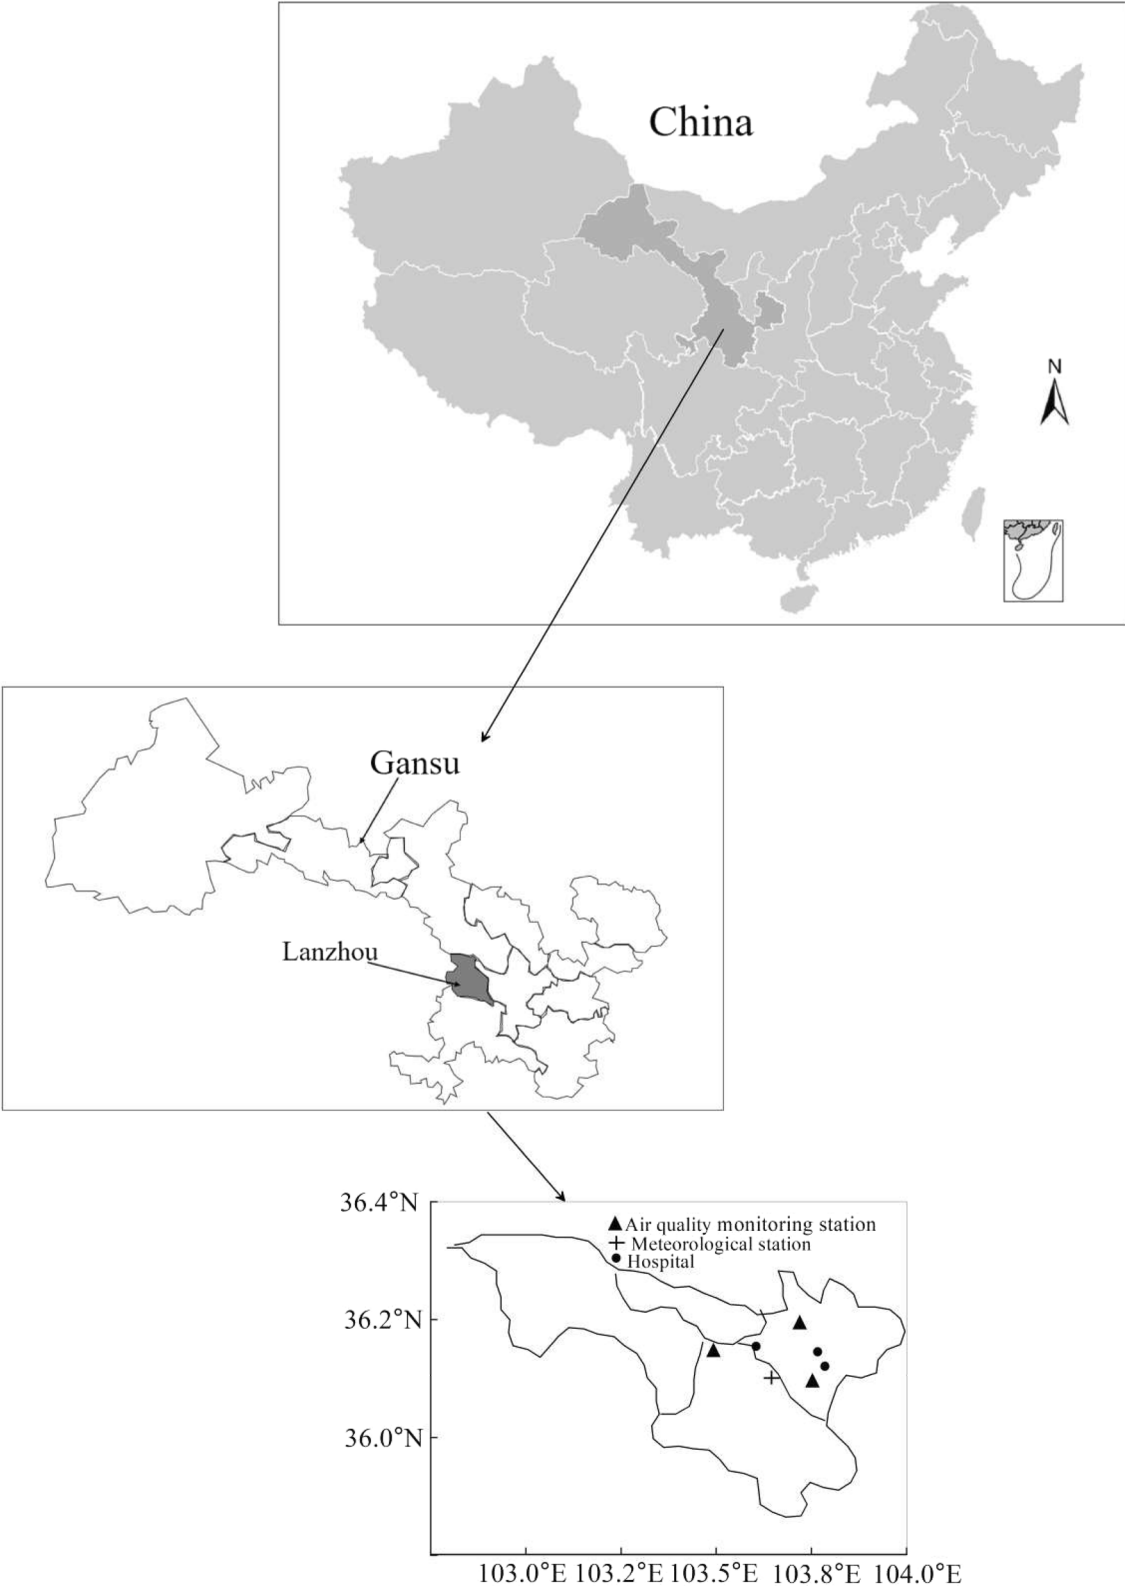 China
N
Gansu
Lanzhou
36.4°N
▲Air quality monitoring station
+ Meteorological station
● Hospital
36.2°N
36.0°N
103.0°E 103.2°E 103.5°E 103.8°E 104.0°E